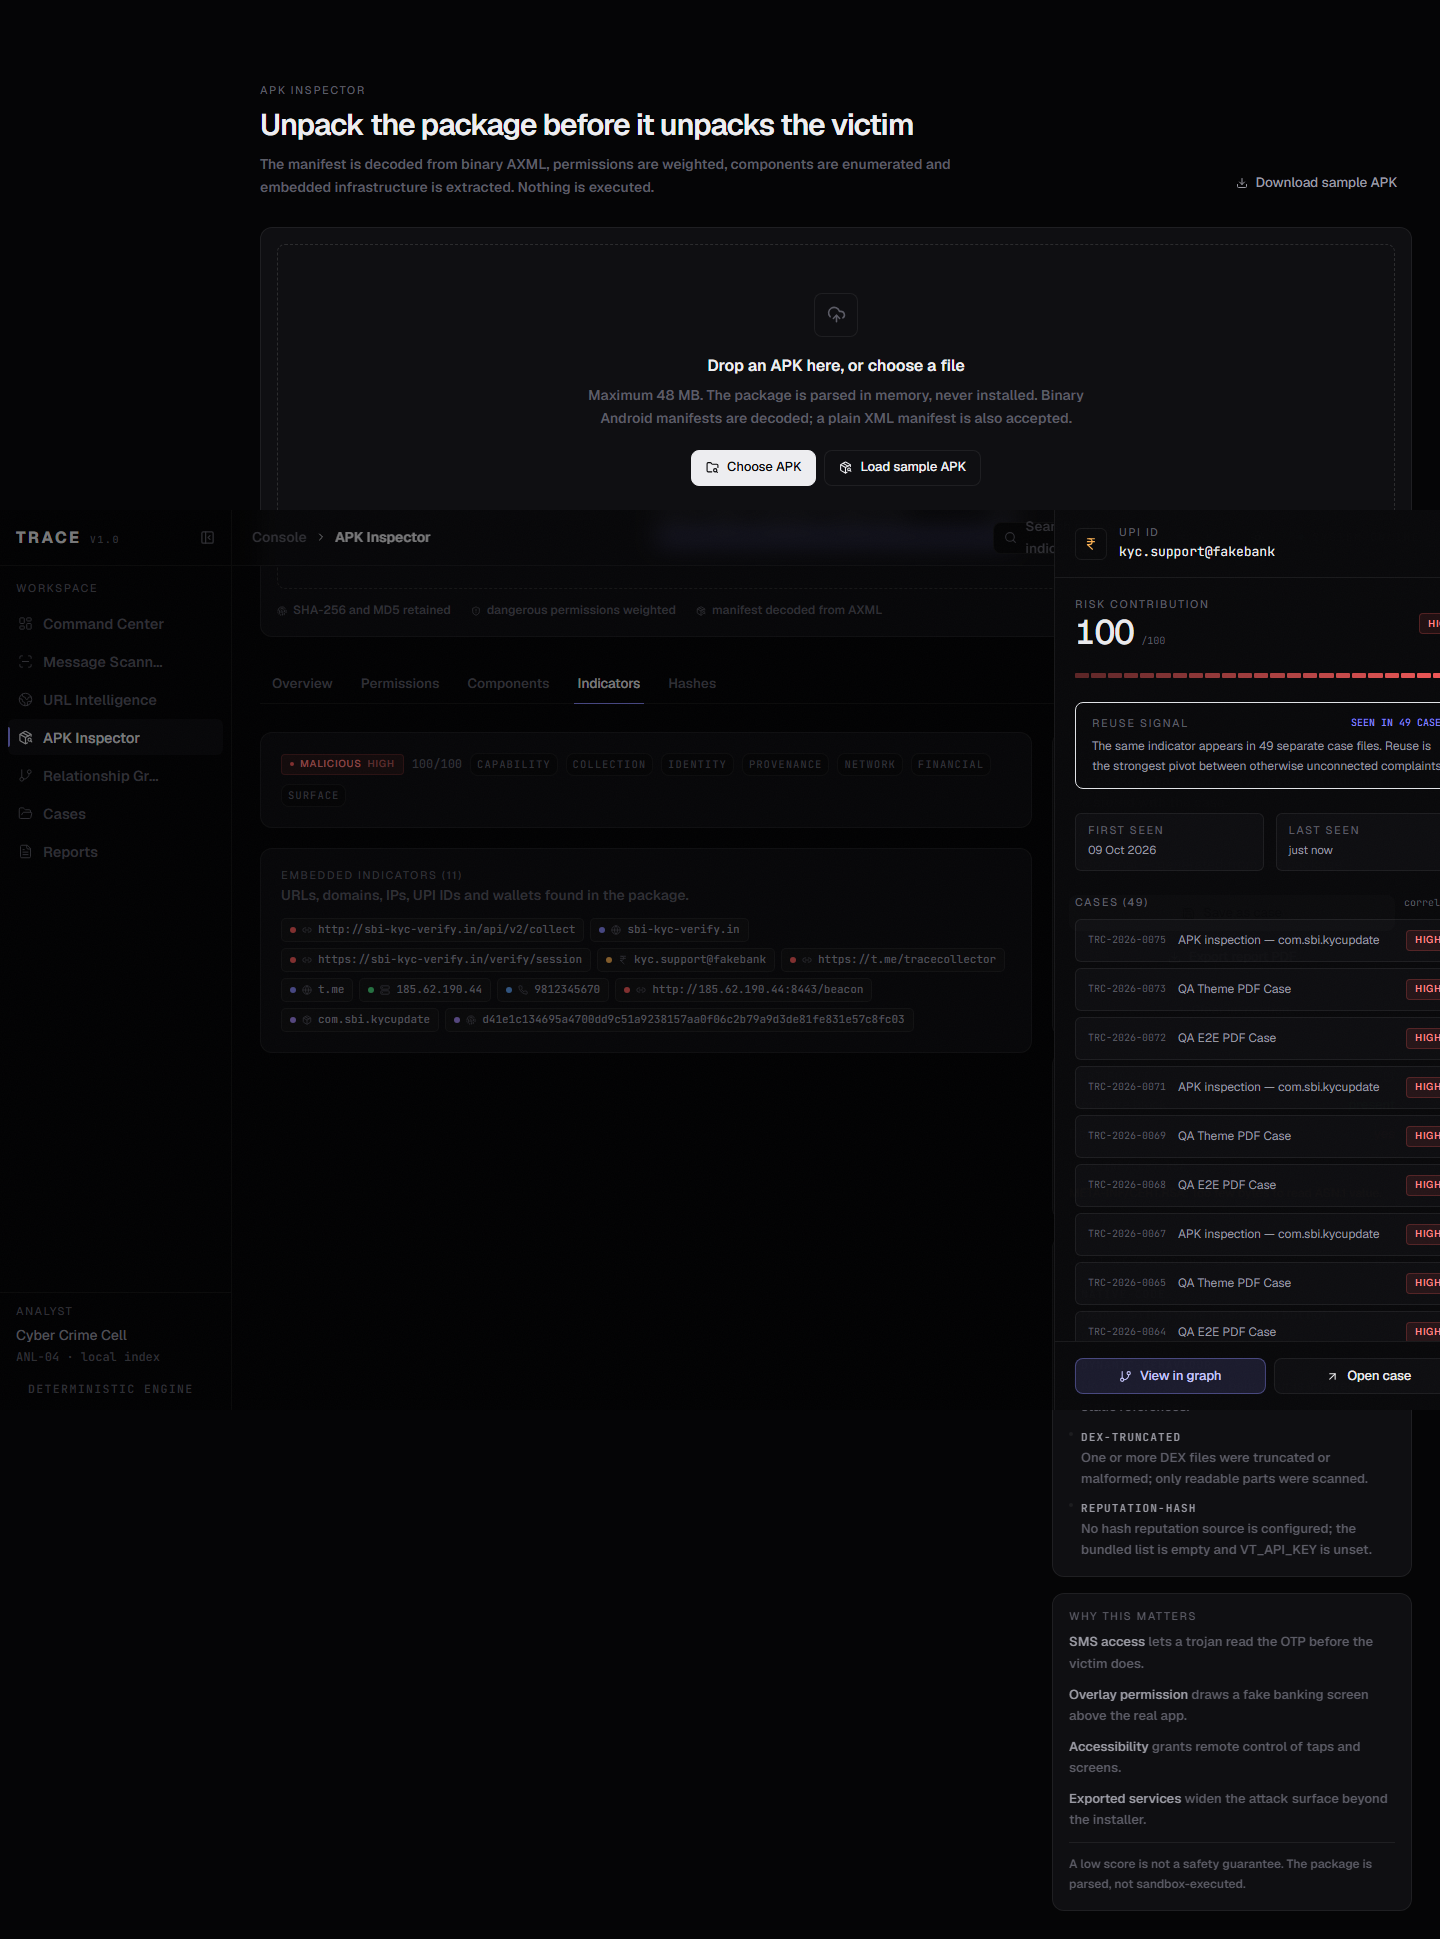 APK INSPECTOR
Unpack the package before it unpacks the victim
The manifest is decoded from binary AXML, permissions are weighted, components are enumerated and
embedded infrastructure is extracted. Nothing is executed.
Download sample APK
Drop an APK here, or choose a file
Maximum 48 MB. The package is parsed in memory, never installed. Binary
Android manifests are decoded; a plain XML manifest is also accepted.
Choose APK
Load sample APK
TRACE V1.0
Console > APK Inspector
WORKSPACE
Command Center
Message Scann...
URL Intelligence
APK Inspector
Relationship Gr...
Cases
Reports
ANALYST
Cyber Crime Cell
ANL-04 · local index
DETERMINISTIC ENGINE
SHA-256 and MD5 retained
dangerous permissions weighted
manifest decoded from AXML
Overview
Permissions
Components
Indicators
Hashes
MALICIOUS HIGH 100/100 CAPABILITY COLLECTION IDENTITY PROVENANCE NETWORK FINANCIAL
SURFACE
EMBEDDED INDICATORS (11)
URLs, domains, IPs, UPI IDs and wallets found in the package.
http://sbi-kyc-verify.in/api/v2/collect
sbi-kyc-verify.in
https://sbi-kyc-verify.in/verify/session
₹ kyc.support@fakebank
https://t.me/tracecollector
t.me
185.62.190.44
9812345670
http://185.62.190.44:8443/beacon
com.sbi.kycupdate
d41e1c134695a4700dd9c51a9238157aa0f06c2b79a9d3de81fe831e57c8fc03
₹
UPI ID
kyc.support@fakebank
RISK CONTRIBUTION
100 /100
REUSE SIGNAL
SEEN IN 49 CASE
The same indicator appears in 49 separate case files. Reuse is
the strongest pivot between otherwise unconnected complaints
FIRST SEEN
09 Oct 2026
LAST SEEN
just now
CASES (49)
correl
TRC-2026-0075 APK inspection — com.sbi.kycupdate HIGH
TRC-2026-0073 QA Theme PDF Case HIGH
TRC-2026-0072 QA E2E PDF Case HIGH
TRC-2026-0071 APK inspection — com.sbi.kycupdate HIGH
TRC-2026-0069 QA Theme PDF Case HIGH
TRC-2026-0068 QA E2E PDF Case HIGH
TRC-2026-0067 APK inspection — com.sbi.kycupdate HIGH
TRC-2026-0065 QA Theme PDF Case HIGH
TRC-2026-0064 QA E2E PDF Case HIGH
View in graph
Open case
DEX-TRUNCATED
One or more DEX files were truncated or
malformed; only readable parts were scanned.
REPUTATION-HASH
No hash reputation source is configured; the
bundled list is empty and VT_API_KEY is unset.
WHY THIS MATTERS
SMS access lets a trojan read the OTP before the
victim does.
Overlay permission draws a fake banking screen
above the real app.
Accessibility grants remote control of taps and
screens.
Exported services widen the attack surface beyond
the installer.
A low score is not a safety guarantee. The package is
parsed, not sandbox-executed.